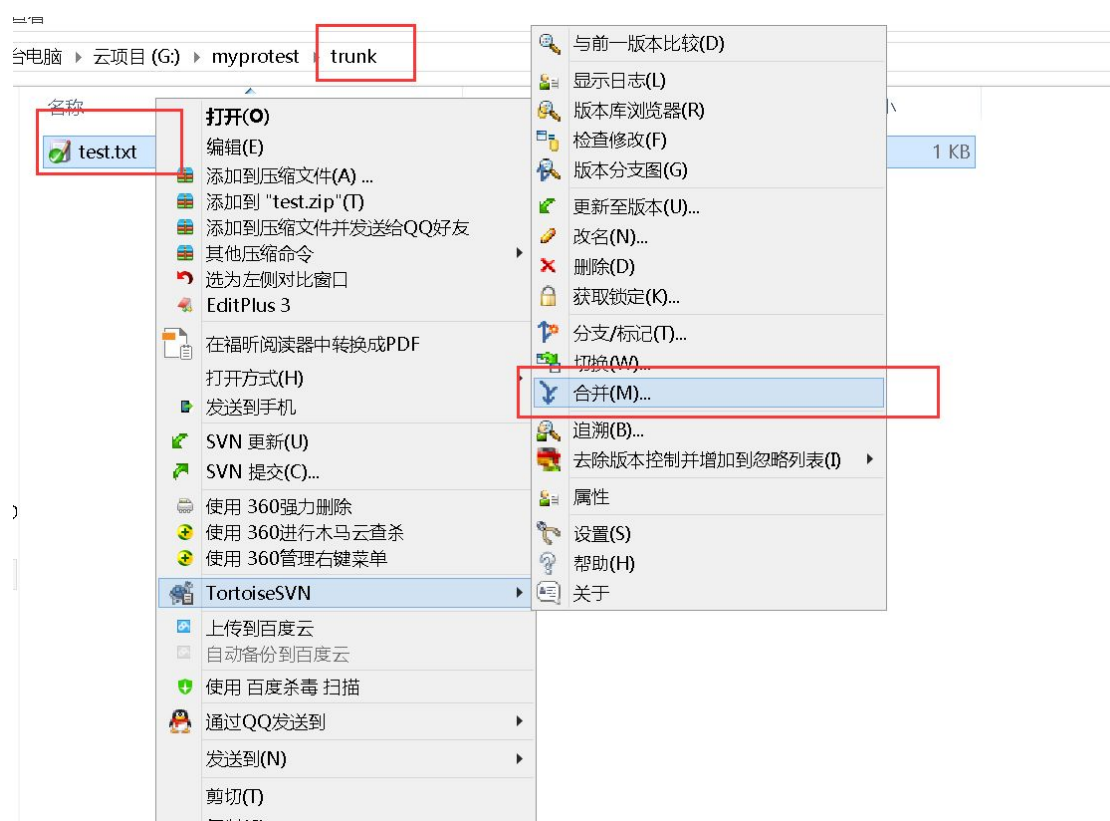 查看
台电脑 ▸ 云项目 (G:) ▸ myprotest ▸ trunk
名称
小
test.txt
1 KB
打开(O)
编辑(E)
添加到压缩文件(A) ...
添加到 "test.zip"(T)
添加到压缩文件并发送给QQ好友
其他压缩命令
选为左侧对比窗口
EditPlus 3
在福昕阅读器中转换成PDF
打开方式(H)
发送到手机
SVN 更新(U)
SVN 提交(C)...
使用 360强力删除
使用 360进行木马云查杀
使用 360管理右键菜单
TortoiseSVN
上传到百度云
自动备份到百度云
使用 百度杀毒 扫描
通过QQ发送到
发送到(N)
剪切(T)
与前一版本比较(D)
显示日志(L)
版本库浏览器(R)
检查修改(F)
版本分支图(G)
更新至版本(U)...
改名(N)...
删除(D)
获取锁定(K)...
分支/标记(T)...
切换(W)...
合并(M)...
追溯(B)...
去除版本控制并增加到忽略列表(I)
属性
设置(S)
帮助(H)
关于